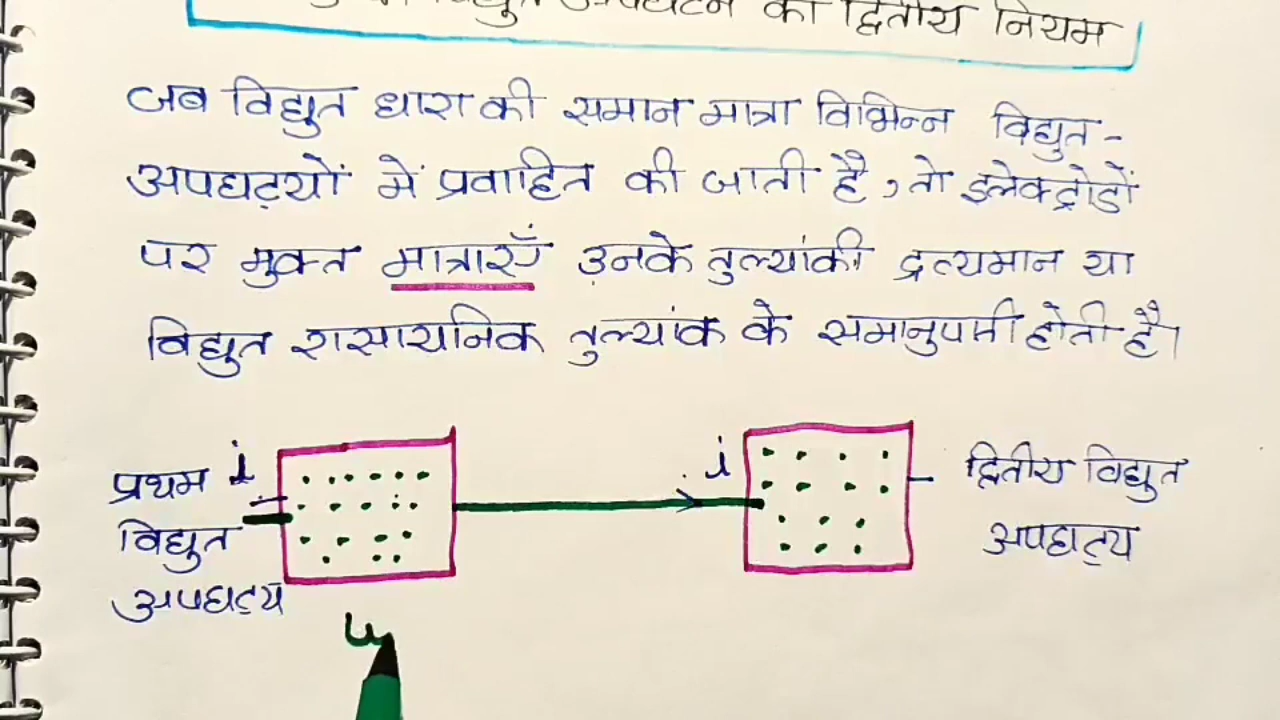 विद्युत अपघटन का द्वितीय नियम
जब विद्युत धारा की समान मात्रा विभिन्न विद्युत-
अपघट्यों में प्रवाहित की जाती है, तो इलेक्ट्रोडों
पर मुक्त मात्राएँ उनके तुल्यांकी द्रव्यमान या
विद्युत रासायनिक तुल्यांक के समानुपाती होती है।
प्रथम
विद्युत
अपघट्य
i
i
द्वितीय विद्युत
अपघट्य
W